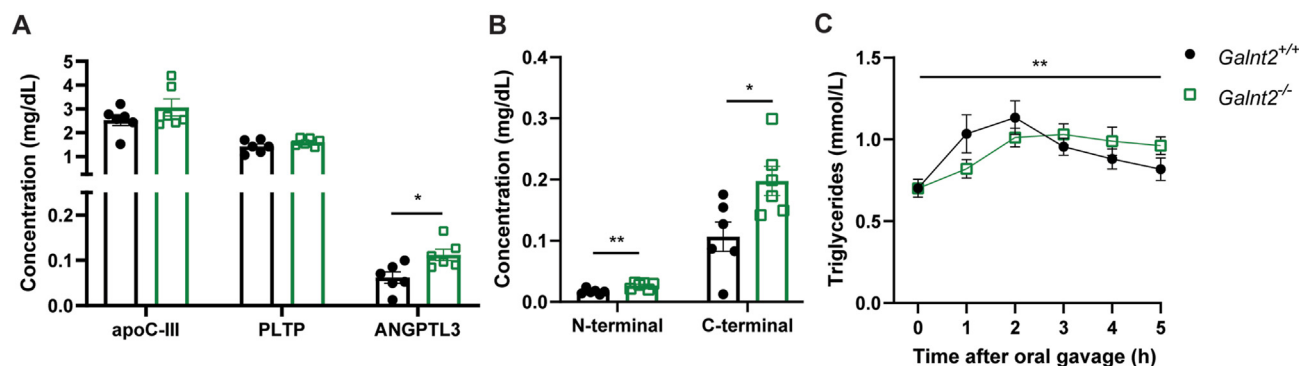 A
Concentration (mg/dL)
5
4
3
2
1
0.2
0.1
0.0
*
apoC-III PLTP ANGPTL3
B
Concentration (mg/dL)
0.4
0.3
0.2
0.1
0.0
**
*
N-terminal C-terminal
C
Triglycerides (mmol/L)
1.5
1.0
0.5
0.0
**
0 1 2 3 4 5
Time after oral gavage (h)
Galnt2+/+
Galnt2-/-